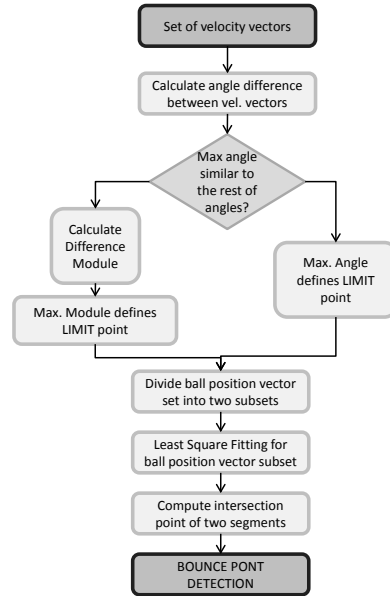 Set of velocity vectors
Calculate angle difference
between vel. vectors
Max angle
similar to
the rest of
angles?
Calculate
Difference
Module
Max. Angle
defines LIMIT
point
Max. Module defines
LIMIT point
Divide ball position vector
set into two subsets
Least Square Fitting for
ball position vector subset
Compute intersection
point of two segments
BOUNCE PONT
DETECTION